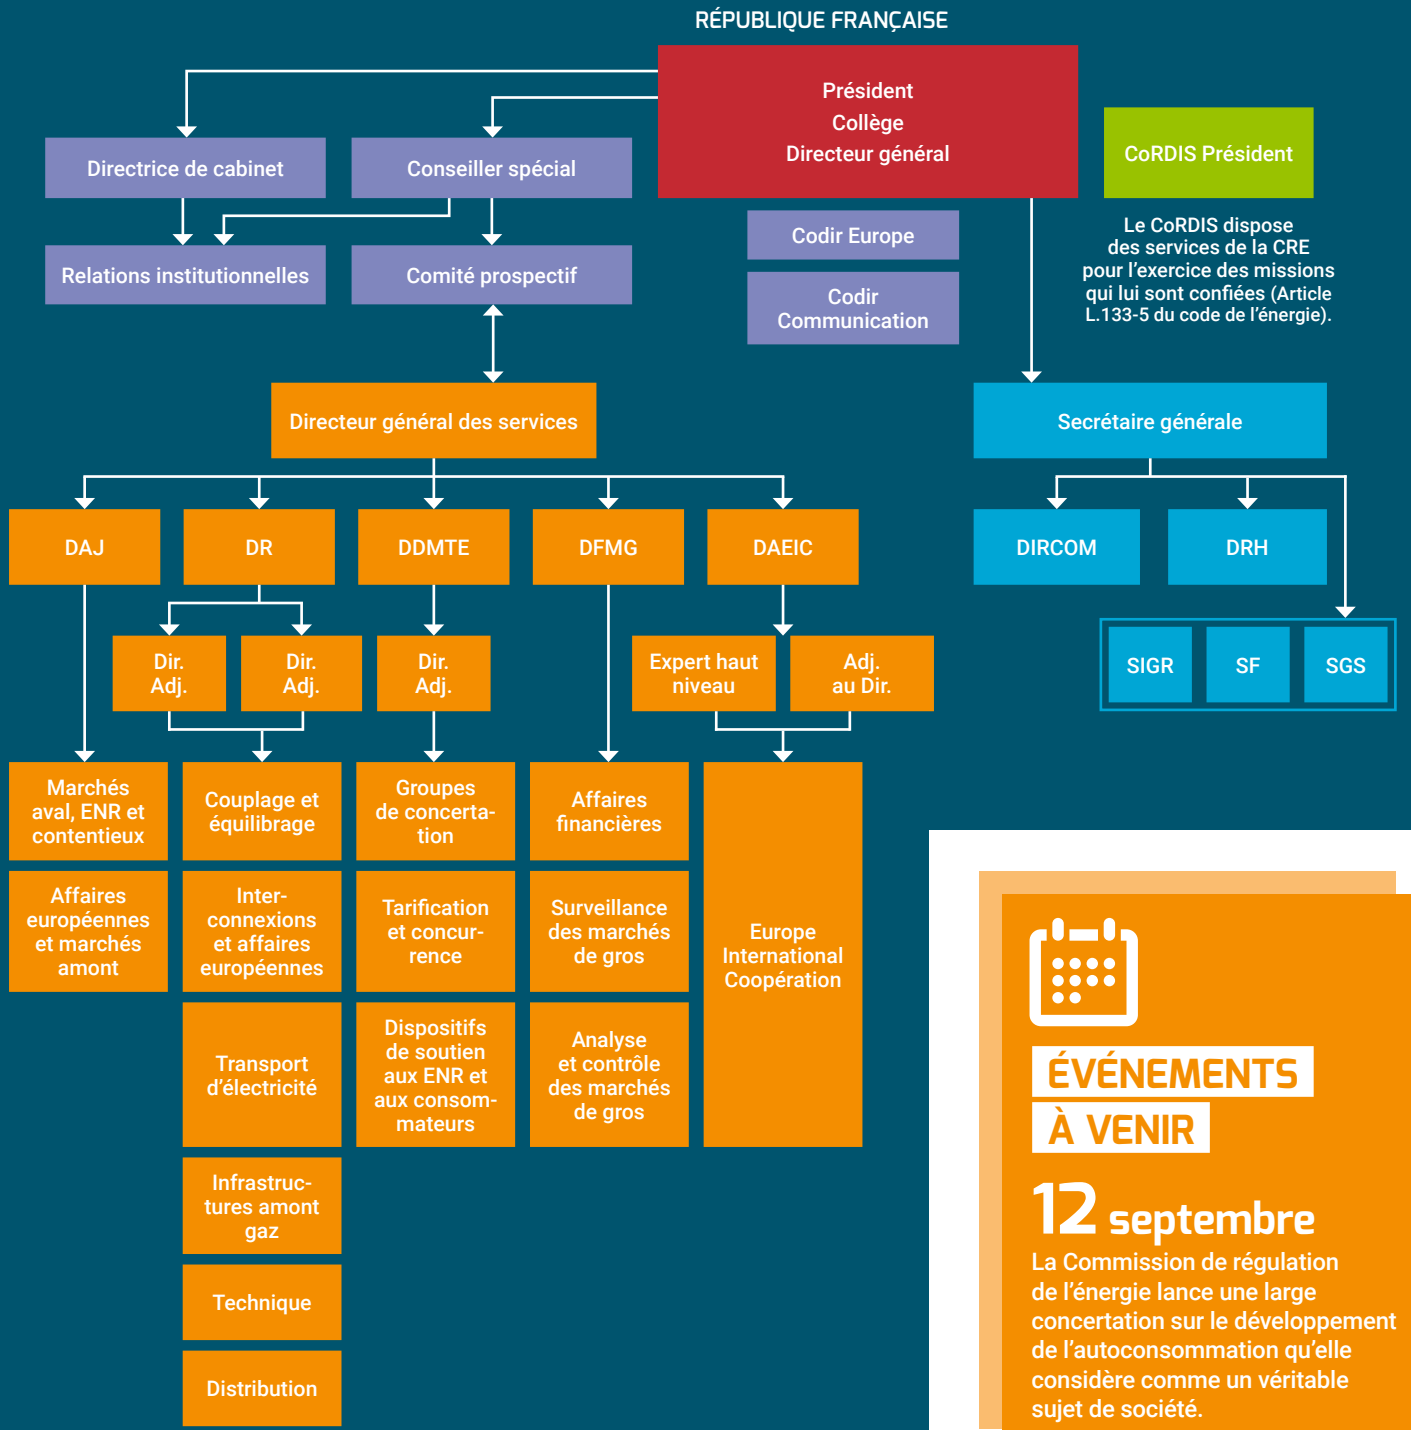 RÉPUBLIQUE FRANÇAISE
Président
Collège
Directeur général
CoRDIS Président
Directrice de cabinet
Conseiller spécial
Relations institutionnelles
Comité prospectif
Codir Europe
Codir
Communication
Le CoRDIS dispose
des services de la CRE
pour l'exercice des missions
qui lui sont confiées (Article
L.133-5 du code de l'énergie).
Directeur général des services
Secrétaire générale
DAJ
DR
DDMTE
DFMG
DAEIC
DIRCOM
DRH
Dir.
Adj.
Dir.
Adj.
Dir.
Adj.
Expert haut
niveau
Adj.
au Dir.
SIGR
SF
SGS
Marchés
aval, ENR et
contentieux
Affaires
européennes
et marchés
amont
Couplage et
équilibrage
Inter-
connexions
et affaires
européennes
Transport
d'électricité
Infrastruc-
tures amont
gaz
Technique
Distribution
Groupes
de concerta-
tion
Tarification
et concur-
rence
Dispositifs
de soutien
aux ENR et
aux consom-
mateurs
Affaires
financières
Surveillance
des marchés
de gros
Analyse
et contrôle
des marchés
de gros
Europe
International
Coopération
ÉVÉNEMENTS
À VENIR
12 septembre
La Commission de régulation
de l'énergie lance une large
concertation sur le développement
de l'autoconsommation qu'elle
considère comme un véritable
sujet de société.